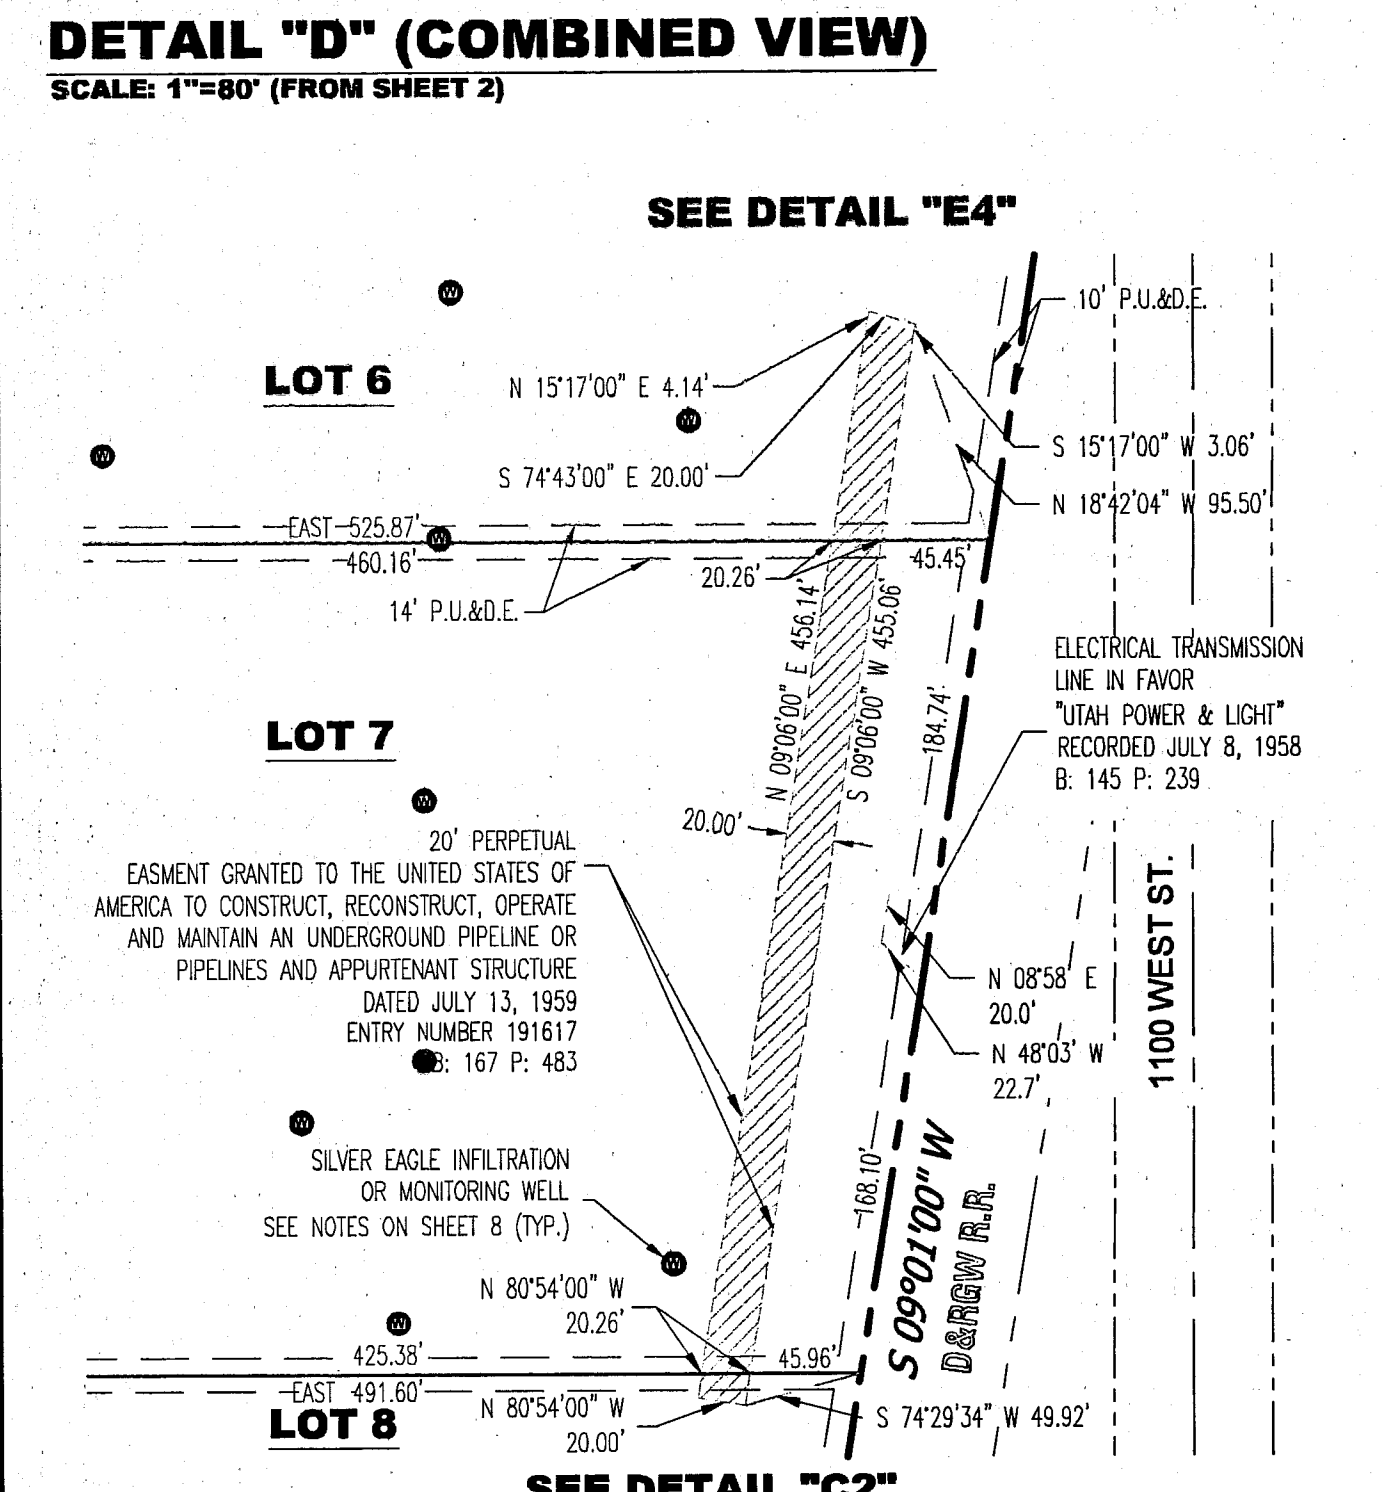 DETAIL "D" (COMBINED VIEW)
SCALE: 1"=80' (FROM SHEET 2)
SEE DETAIL "E4"
W
10' P.U.&D.E.
LOT 6
N 15°17'00" E 4.14'
W
W
S 15°17'00" W 3.06'
S 74°43'00" E 20.00'
N 18°42'04" W 95.50'
EAST 525.87'
W
460.16'
20.26'
45.45'
14' P.U.&D.E.
N 09°06'00" E 456.14'
S 09°06'00" W 455.06'
184.74'
ELECTRICAL TRANSMISSION
LINE IN FAVOR
"UTAH POWER & LIGHT"
RECORDED JULY 8, 1958
B: 145 P: 239
LOT 7
W
20.00'
20' PERPETUAL
EASMENT GRANTED TO THE UNITED STATES OF
AMERICA TO CONSTRUCT, RECONSTRUCT, OPERATE
AND MAINTAIN AN UNDERGROUND PIPELINE OR
PIPELINES AND APPURTENANT STRUCTURE
DATED JULY 13, 1959
ENTRY NUMBER 191617
B: 167 P: 483
1100 WEST ST.
N 08°58' E
20.0'
N 48°03' W
22.7'
W
SILVER EAGLE INFILTRATION
OR MONITORING WELL
SEE NOTES ON SHEET 8 (TYP.)
W
168.10'
S 09°01'00" W
D&RGW R.R.
N 80°54'00" W
20.26'
W
425.38'
45.96'
EAST 491.60'
LOT 8
N 80°54'00" W
20.00'
S 74°29'34" W 49.92'
SEE DETAIL "C2"